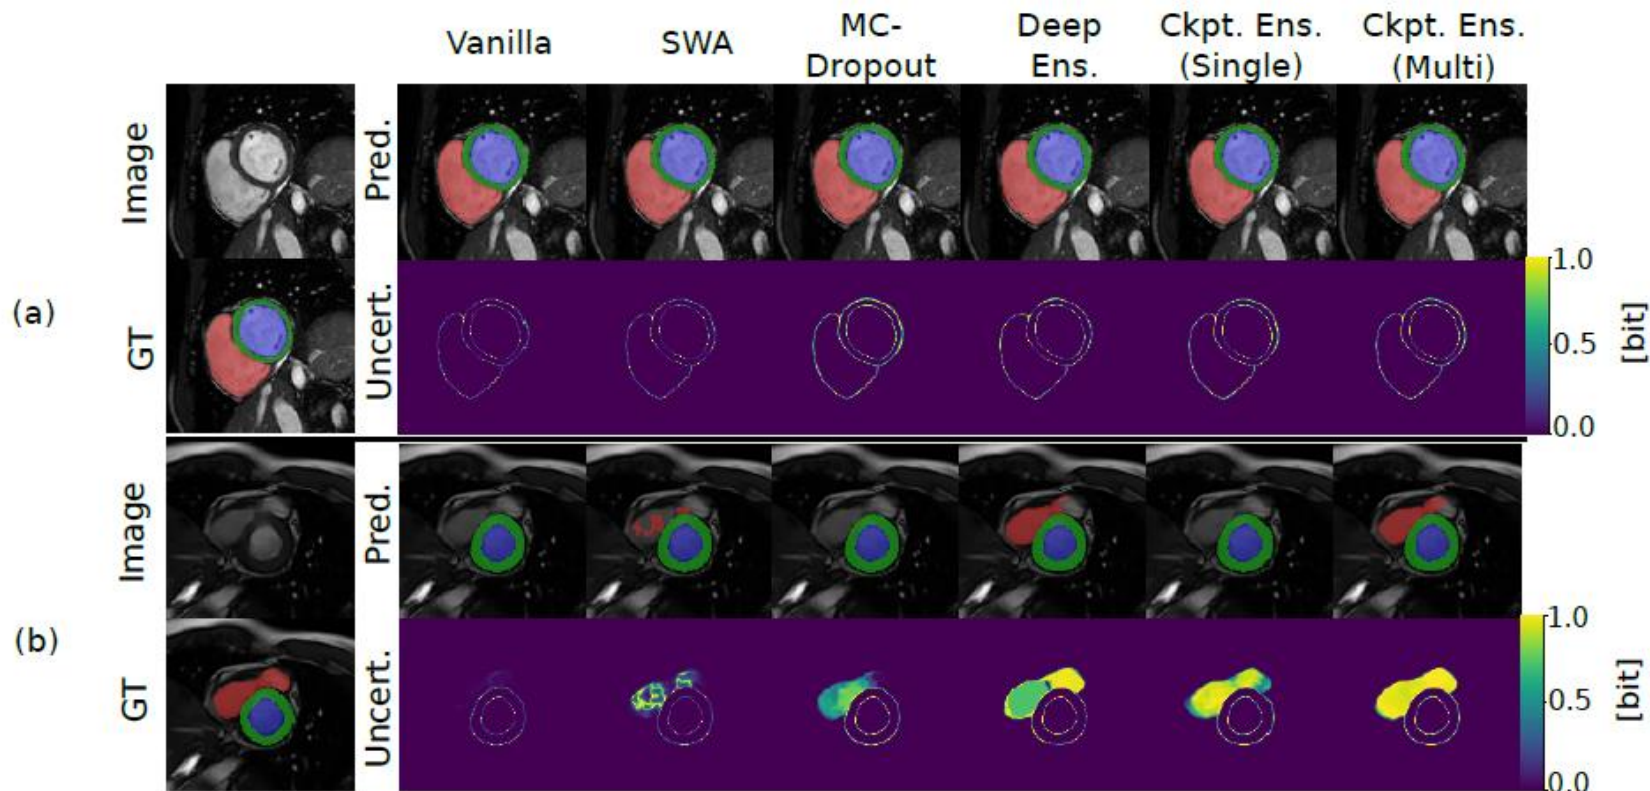 Vanilla SWA MC- Deep Ckpt. Ens. Ckpt. Ens.
Dropout Ens. (Single) (Multi)
Image Pred.
(a) GT Uncert. 1.0 0.5 0.0 [bit]
Image Pred.
(b) GT Uncert. 1.0 0.5 0.0 [bit]